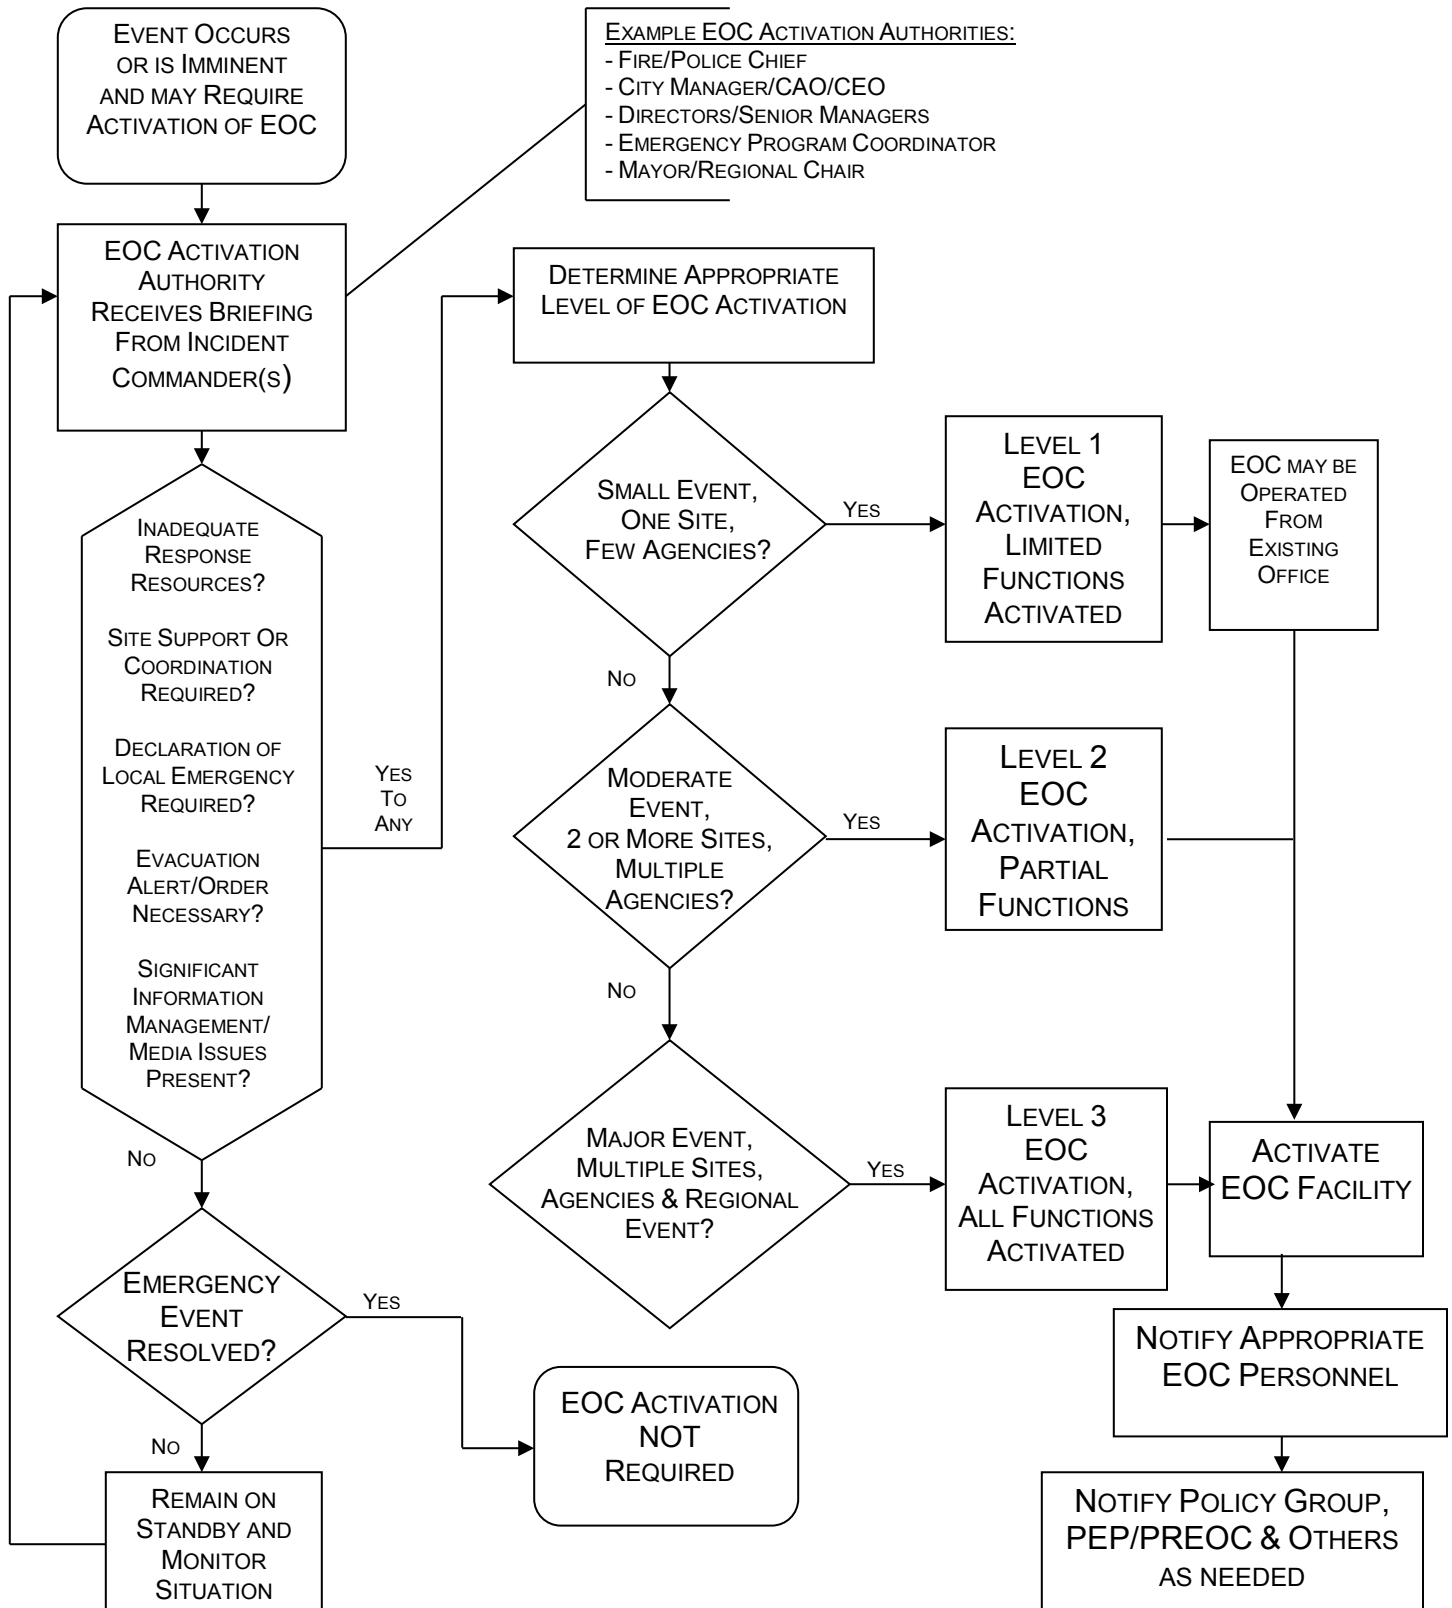 Event Occurs
or is Imminent
and may Require
Activation of EOC
Example EOC Activation Authorities:
- Fire/Police Chief
- City Manager/CAO/CEO
- Directors/Senior Managers
- Emergency Program Coordinator
- Mayor/Regional Chair
EOC Activation
Authority
Receives Briefing
From Incident
Commander(s)
Determine Appropriate
Level of EOC Activation
Inadequate
Response
Resources?
Site Support Or
Coordination
Required?
Declaration of
Local Emergency
Required?
Evacuation
Alert/Order
Necessary?
Significant
Information
Management/
Media Issues
Present?
Yes
To
Any
No
Small Event,
One Site,
Few Agencies?
Yes
Level 1
EOC
Activation,
Limited
Functions
Activated
EOC may be
Operated
From
Existing
Office
No
Moderate
Event,
2 or More Sites,
Multiple
Agencies?
Yes
Level 2
EOC
Activation,
Partial
Functions
No
Major Event,
Multiple Sites,
Agencies & Regional
Event?
Yes
Level 3
EOC
Activation,
All Functions
Activated
Activate
EOC Facility
Notify Appropriate
EOC Personnel
Notify Policy Group,
PEP/PREOC & Others
as needed
Emergency
Event
Resolved?
Yes
EOC Activation
NOT
Required
No
Remain on
Standby and
Monitor
Situation